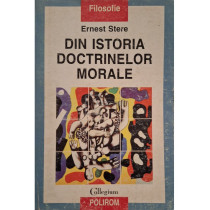 Filosofie
Ernest Stere
DIN ISTORIA
DOCTRINELOR
MORALE
Collegium
POLIROM